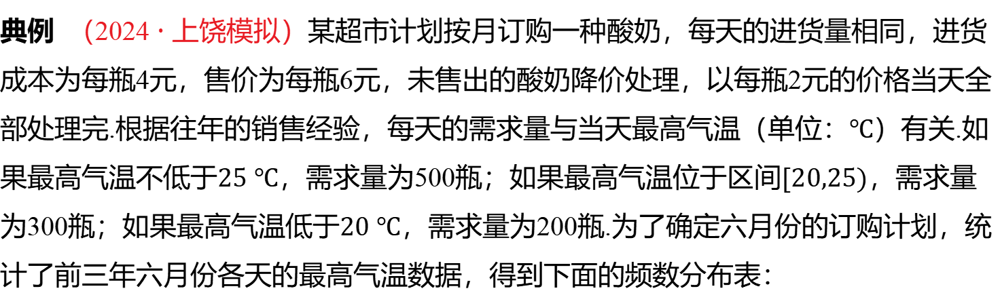 典例 （2024·上饶模拟）某超市计划按月订购一种酸奶，每天的进货量相同，进货
成本为每瓶4元，售价为每瓶6元，未售出的酸奶降价处理，以每瓶2元的价格当天全
部处理完.根据往年的销售经验，每天的需求量与当天最高气温（单位：℃）有关.如
果最高气温不低于25 ℃，需求量为500瓶；如果最高气温位于区间[20,25)，需求量
为300瓶；如果最高气温低于20 ℃，需求量为200瓶.为了确定六月份的订购计划，统
计了前三年六月份各天的最高气温数据，得到下面的频数分布表：